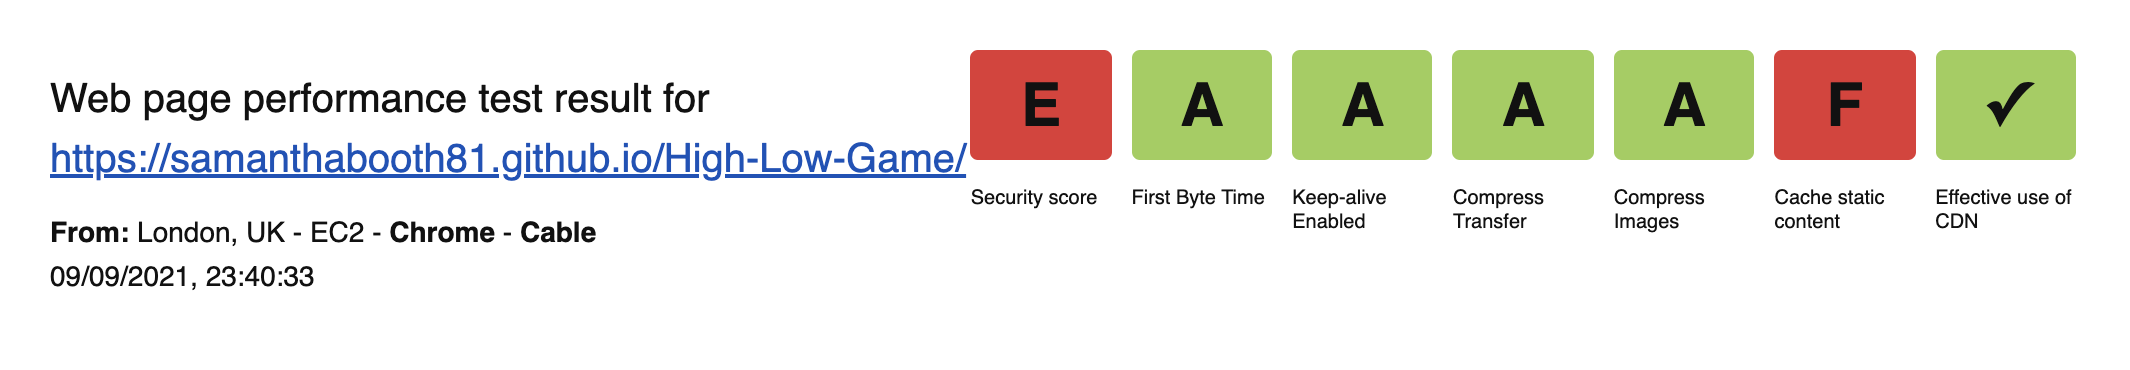 Web page performance test result for
https://samanthabooth81.github.io/High-Low-Game/
From: London, UK - EC2 - Chrome - Cable
09/09/2021, 23:40:33
E A A A A F ✓
Security score
First Byte Time
Keep-alive
Enabled
Compress
Transfer
Compress
Images
Cache static
content
Effective use of
CDN